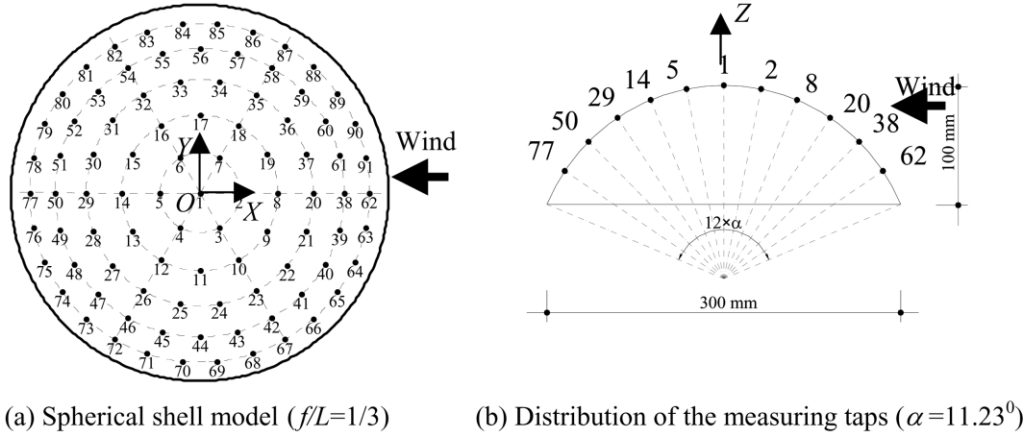 84 85
83 86
82 55 56 57 87
81 54 58 88
80 53 32 33 34 35 59 89
79 52 31 16 17 18 36 60 90
Y
Wind
78 51 30 15 6 7 19 37 61 91
77 50 29 14 5 O 1 2 8 20 38 62
X
76 49 28 13 4 3 9 21 39 63
75 48 27 12 11 10 22 40 64
74 47 26 25 24 23 41 65
73 46 45 44 43 42 66
72 71 70 69 68 67
(a) Spherical shell model (f/L=1/3)
Z
14 5 1 2 8
Wind
29 20
50 38
77 62
100 mm
12×α
300 mm
(b) Distribution of the measuring taps (α=11.23⁰)